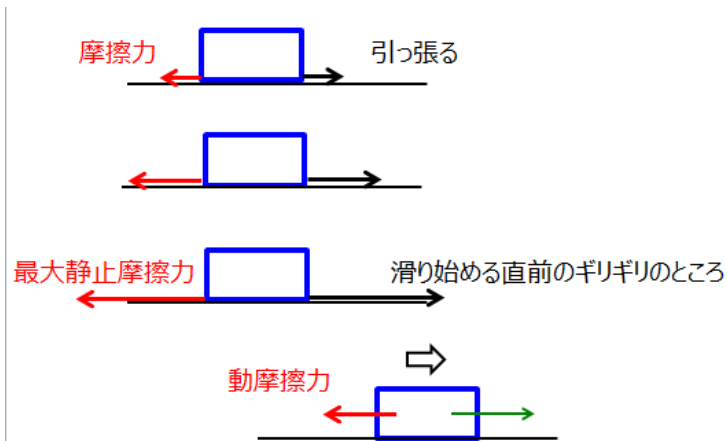 摩擦力
引っ張る
最大静止摩擦力
滑り始める直前のギリギリのところ
動摩擦力